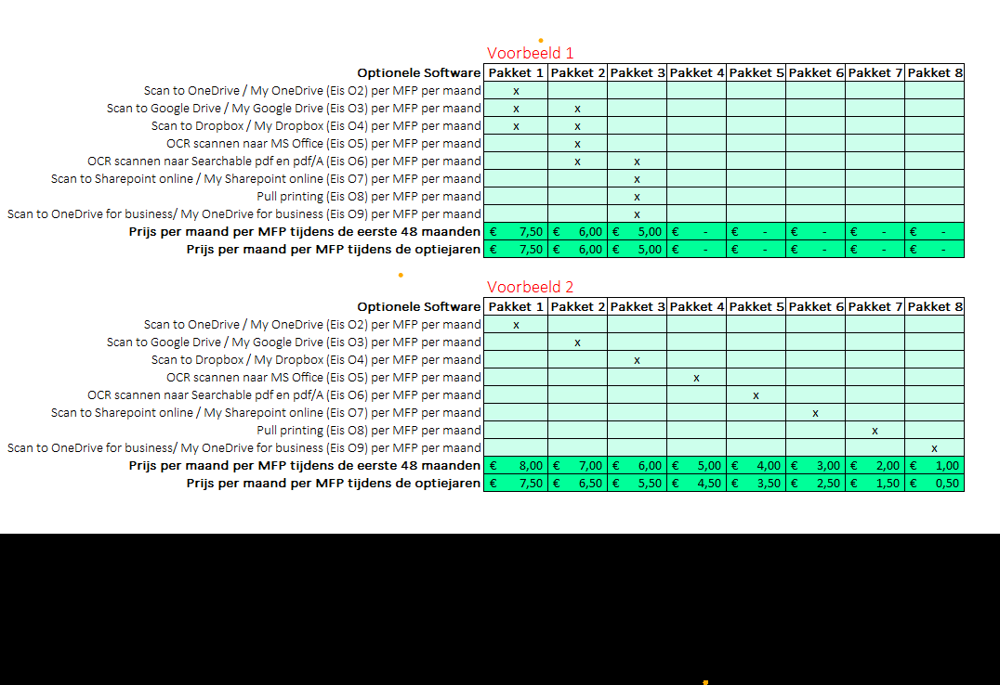 Voorbeeld 1
Optionele Software Pakket 1 Pakket 2 Pakket 3 Pakket 4 Pakket 5 Pakket 6 Pakket 7 Pakket 8
Scan to OneDrive / My OneDrive (Eis O2) per MFP per maand x
Scan to Google Drive / My Google Drive (Eis O3) per MFP per maand x x
Scan to Dropbox / My Dropbox (Eis O4) per MFP per maand x x
OCR scannen naar MS Office (Eis O5) per MFP per maand x
OCR scannen naar Searchable pdf en pdf/A (Eis O6) per MFP per maand x x
Scan to Sharepoint online / My Sharepoint online (Eis O7) per MFP per maand x
Pull printing (Eis O8) per MFP per maand x
Scan to OneDrive for business/ My OneDrive for business (Eis O9) per MFP per maand x
Prijs per maand per MFP tijdens de eerste 48 maanden € 7,50 € 6,00 € 5,00 € - € - € - € - € -
Prijs per maand per MFP tijdens de optiejaren € 7,50 € 6,00 € 5,00 € - € - € - € - € -
Voorbeeld 2
Optionele Software Pakket 1 Pakket 2 Pakket 3 Pakket 4 Pakket 5 Pakket 6 Pakket 7 Pakket 8
Scan to OneDrive / My OneDrive (Eis O2) per MFP per maand x
Scan to Google Drive / My Google Drive (Eis O3) per MFP per maand x
Scan to Dropbox / My Dropbox (Eis O4) per MFP per maand x
OCR scannen naar MS Office (Eis O5) per MFP per maand x
OCR scannen naar Searchable pdf en pdf/A (Eis O6) per MFP per maand x
Scan to Sharepoint online / My Sharepoint online (Eis O7) per MFP per maand x
Pull printing (Eis O8) per MFP per maand x
Scan to OneDrive for business/ My OneDrive for business (Eis O9) per MFP per maand x
Prijs per maand per MFP tijdens de eerste 48 maanden € 8,00 € 7,00 € 6,00 € 5,00 € 4,00 € 3,00 € 2,00 € 1,00
Prijs per maand per MFP tijdens de optiejaren € 7,50 € 6,50 € 5,50 € 4,50 € 3,50 € 2,50 € 1,50 € 0,50